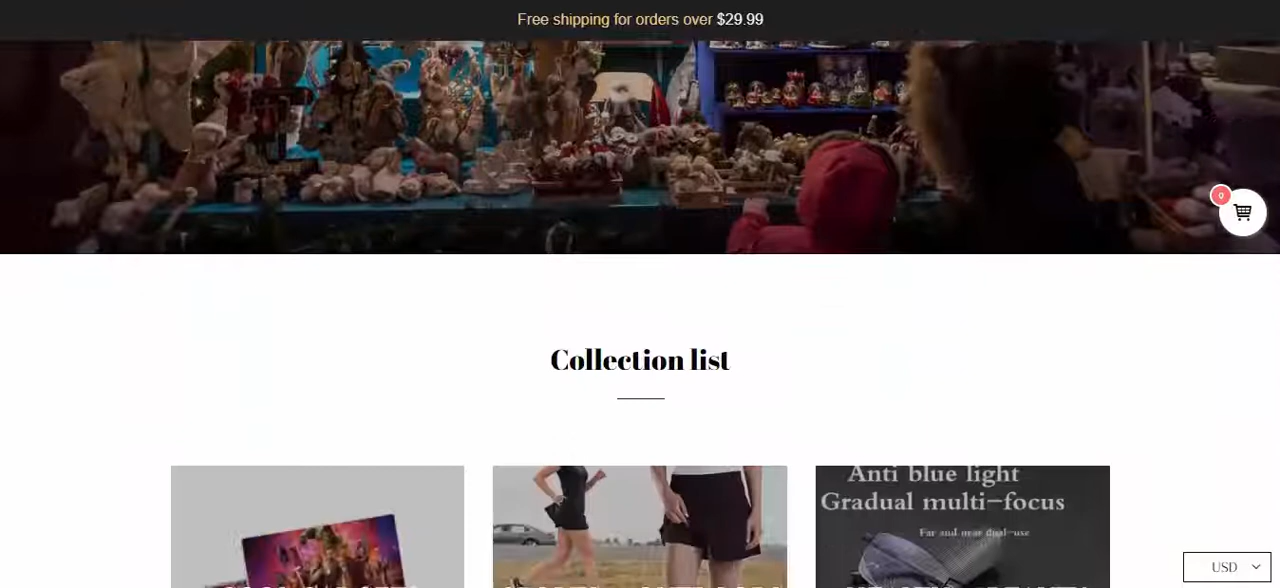 Free shipping for orders over $29.99
0
Collection list
Anti blue light
Gradual multi-focus
Far and near dual-use
USD